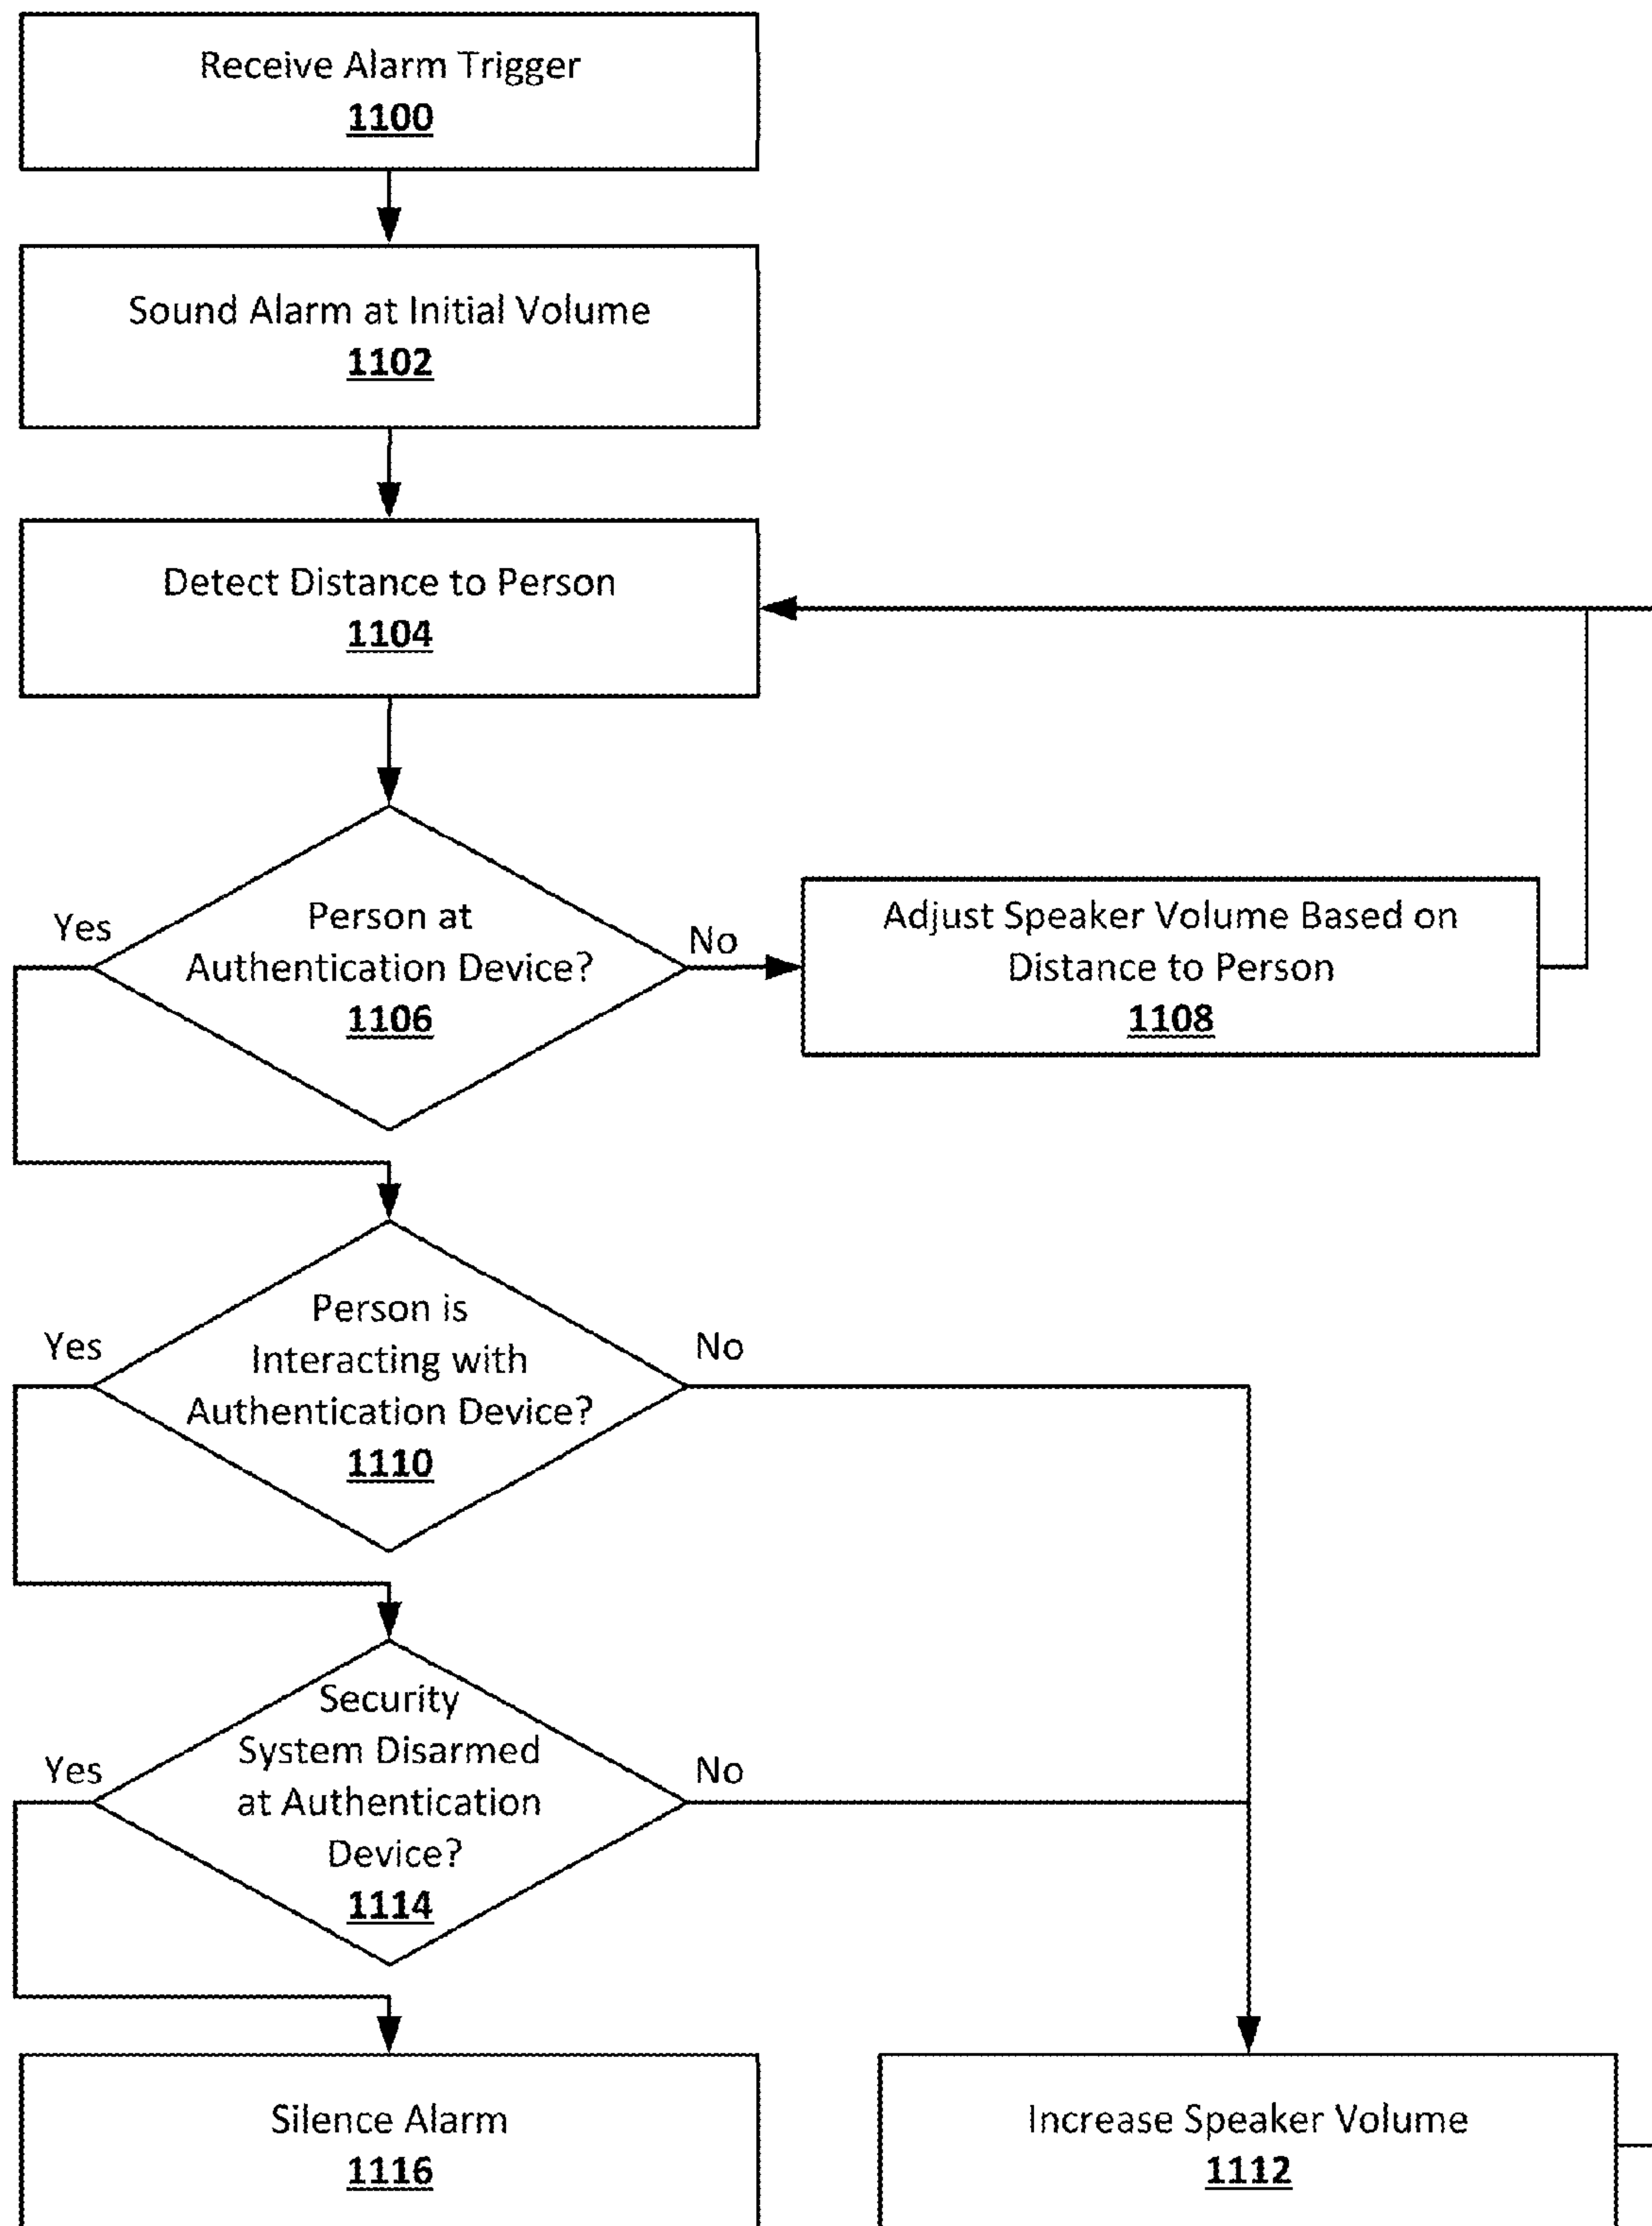 Receive Alarm Trigger
1100
Sound Alarm at Initial Volume
1102
Detect Distance to Person
1104
Yes
Person at
Authentication Device?
1106
No
Adjust Speaker Volume Based on
Distance to Person
1108
Yes
Person is
Interacting with
Authentication Device?
1110
No
Yes
Security
System Disarmed
at Authentication
Device?
1114
No
Silence Alarm
1116
Increase Speaker Volume
1112